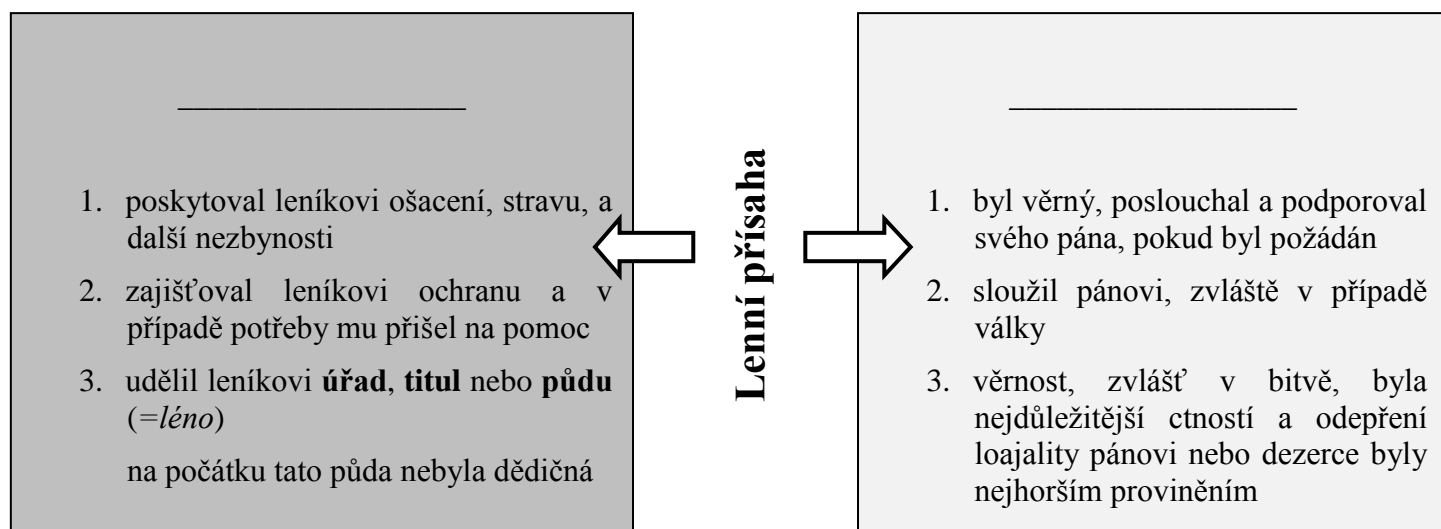 __________________
1. poskytoval leníkovi ošacení, stravu, a
další nezbynosti
2. zajišťoval leníkovi ochranu a v
případě potřeby mu přišel na pomoc
3. udělil leníkovi úřad, titul nebo půdu
(=léno)
na počátku tato půda nebyla dědičná
Lenní přísaha
__________________
1. byl věrný, poslouchal a podporoval
svého pána, pokud byl požádán
2. sloužil pánovi, zvláště v případě
války
3. věrnost, zvlášť v bitvě, byla
nejdůležitější ctností a odepření
loajality pánovi nebo dezerce byly
nejhorším proviněním